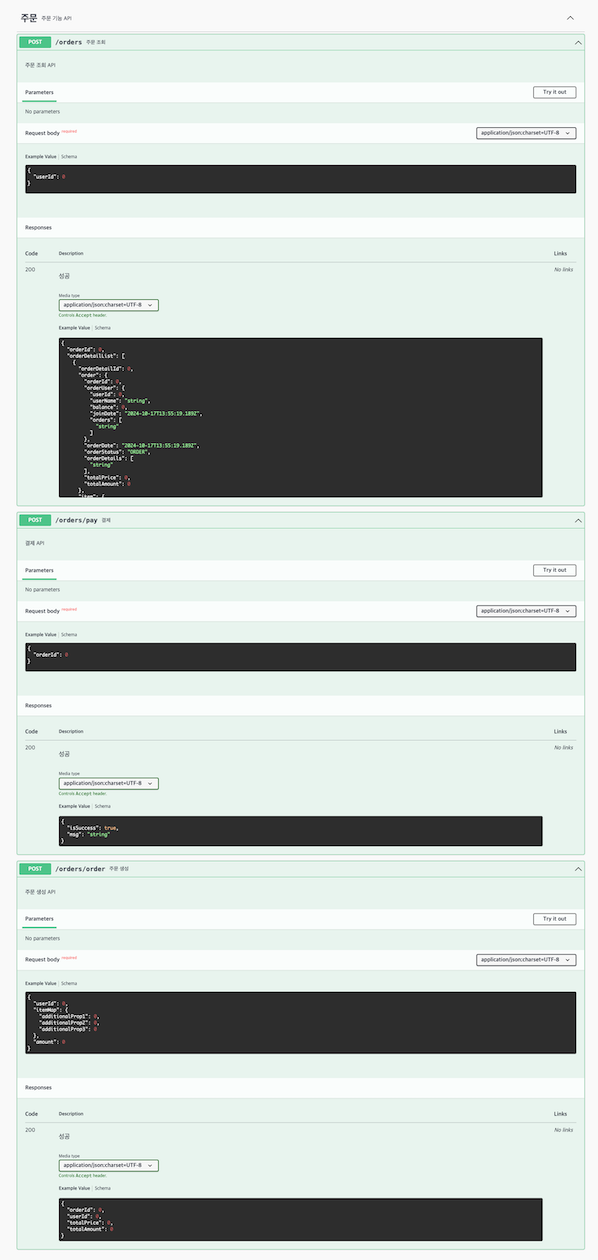 주문 주문 기능 API
POST /orders 주문 조회
주문 조회 API
Parameters
Try it out
No parameters
Request body required
application/json;charset=UTF-8
Example Value | Schema
{
"userId": 0
}
Responses
Code Description Links
200 성공 No links
Media type
application/json;charset=UTF-8
Controls Accept header.
Example Value | Schema
{
"orderId": 0,
"orderDetailList": [
{
"orderDetailId": 0,
"order": {
"orderId": 0,
"orderUser": {
"userId": 0,
"userName": "string",
"balance": 0,
"joinDate": "2024-10-17T13:55:19.189Z",
"orders": [
"string"
]
},
"orderDate": "2024-10-17T13:55:19.189Z",
"orderStatus": "ORDER",
"orderDetails": [
"string"
],
"totalPrice": 0,
"totalAmount": 0
},
"item": {
POST /orders/pay 결제
결제 API
Parameters
Try it out
No parameters
Request body required
application/json;charset=UTF-8
Example Value | Schema
{
"orderId": 0
}
Responses
Code Description Links
200 성공 No links
Media type
application/json;charset=UTF-8
Controls Accept header.
Example Value | Schema
{
"isSuccess": true,
"msg": "string"
}
POST /orders/order 주문 생성
주문 생성 API
Parameters
Try it out
No parameters
Request body required
application/json;charset=UTF-8
Example Value | Schema
{
"userId": 0,
"itemMap": {
"additionalProp1": 0,
"additionalProp2": 0,
"additionalProp3": 0
},
"amount": 0
}
Responses
Code Description Links
200 성공 No links
Media type
application/json;charset=UTF-8
Controls Accept header.
Example Value | Schema
{
"orderId": 0,
"userId": 0,
"totalPrice": 0,
"totalAmount": 0
}